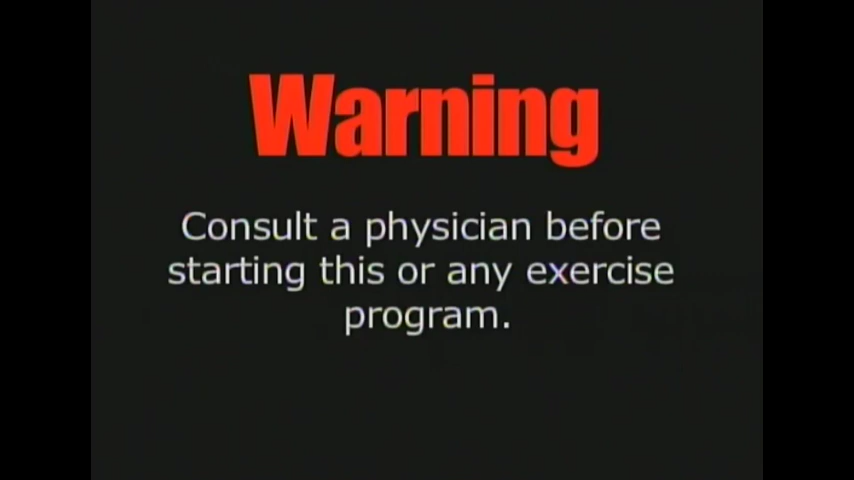 Warning
Consult a physician before
starting this or any exercise
program.